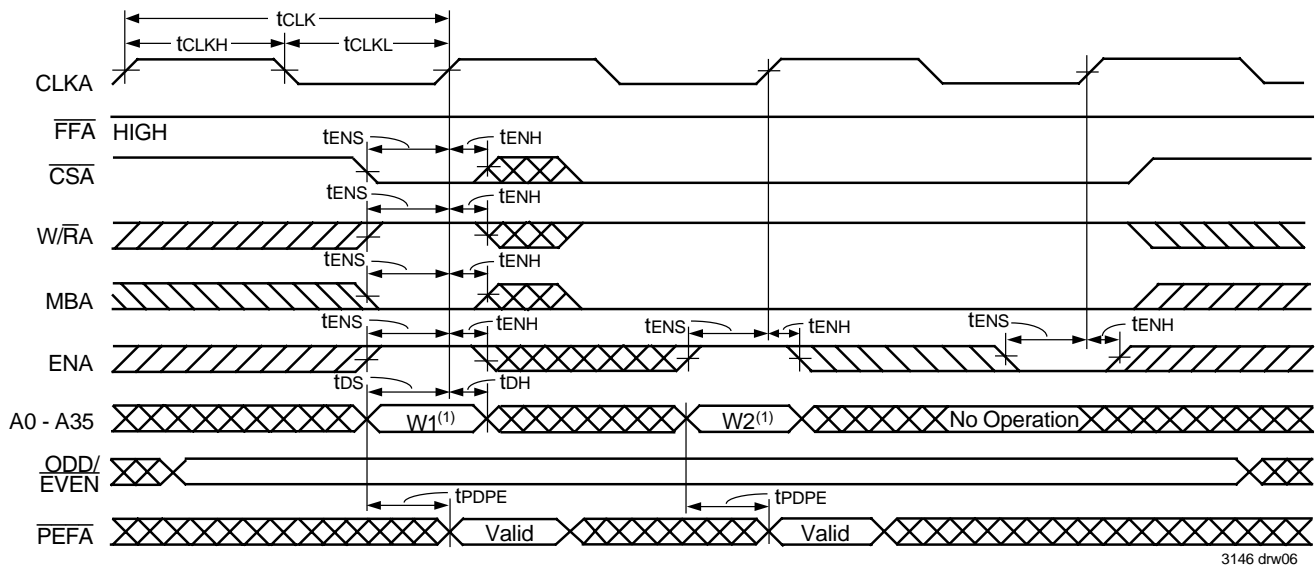 tCLK
tCLKH tCLKL
CLKA
FFA HIGH
tENS tENH
CSA
tENS tENH
W/RA
tENS tENH
MBA
tENS tENH tENS tENH tENS tENH
ENA
tDS tDH
A0 - A35 W1(1) W2(1) No Operation
ODD/
EVEN
tPDPE tPDPE
PEFA Valid Valid
3146 drw06